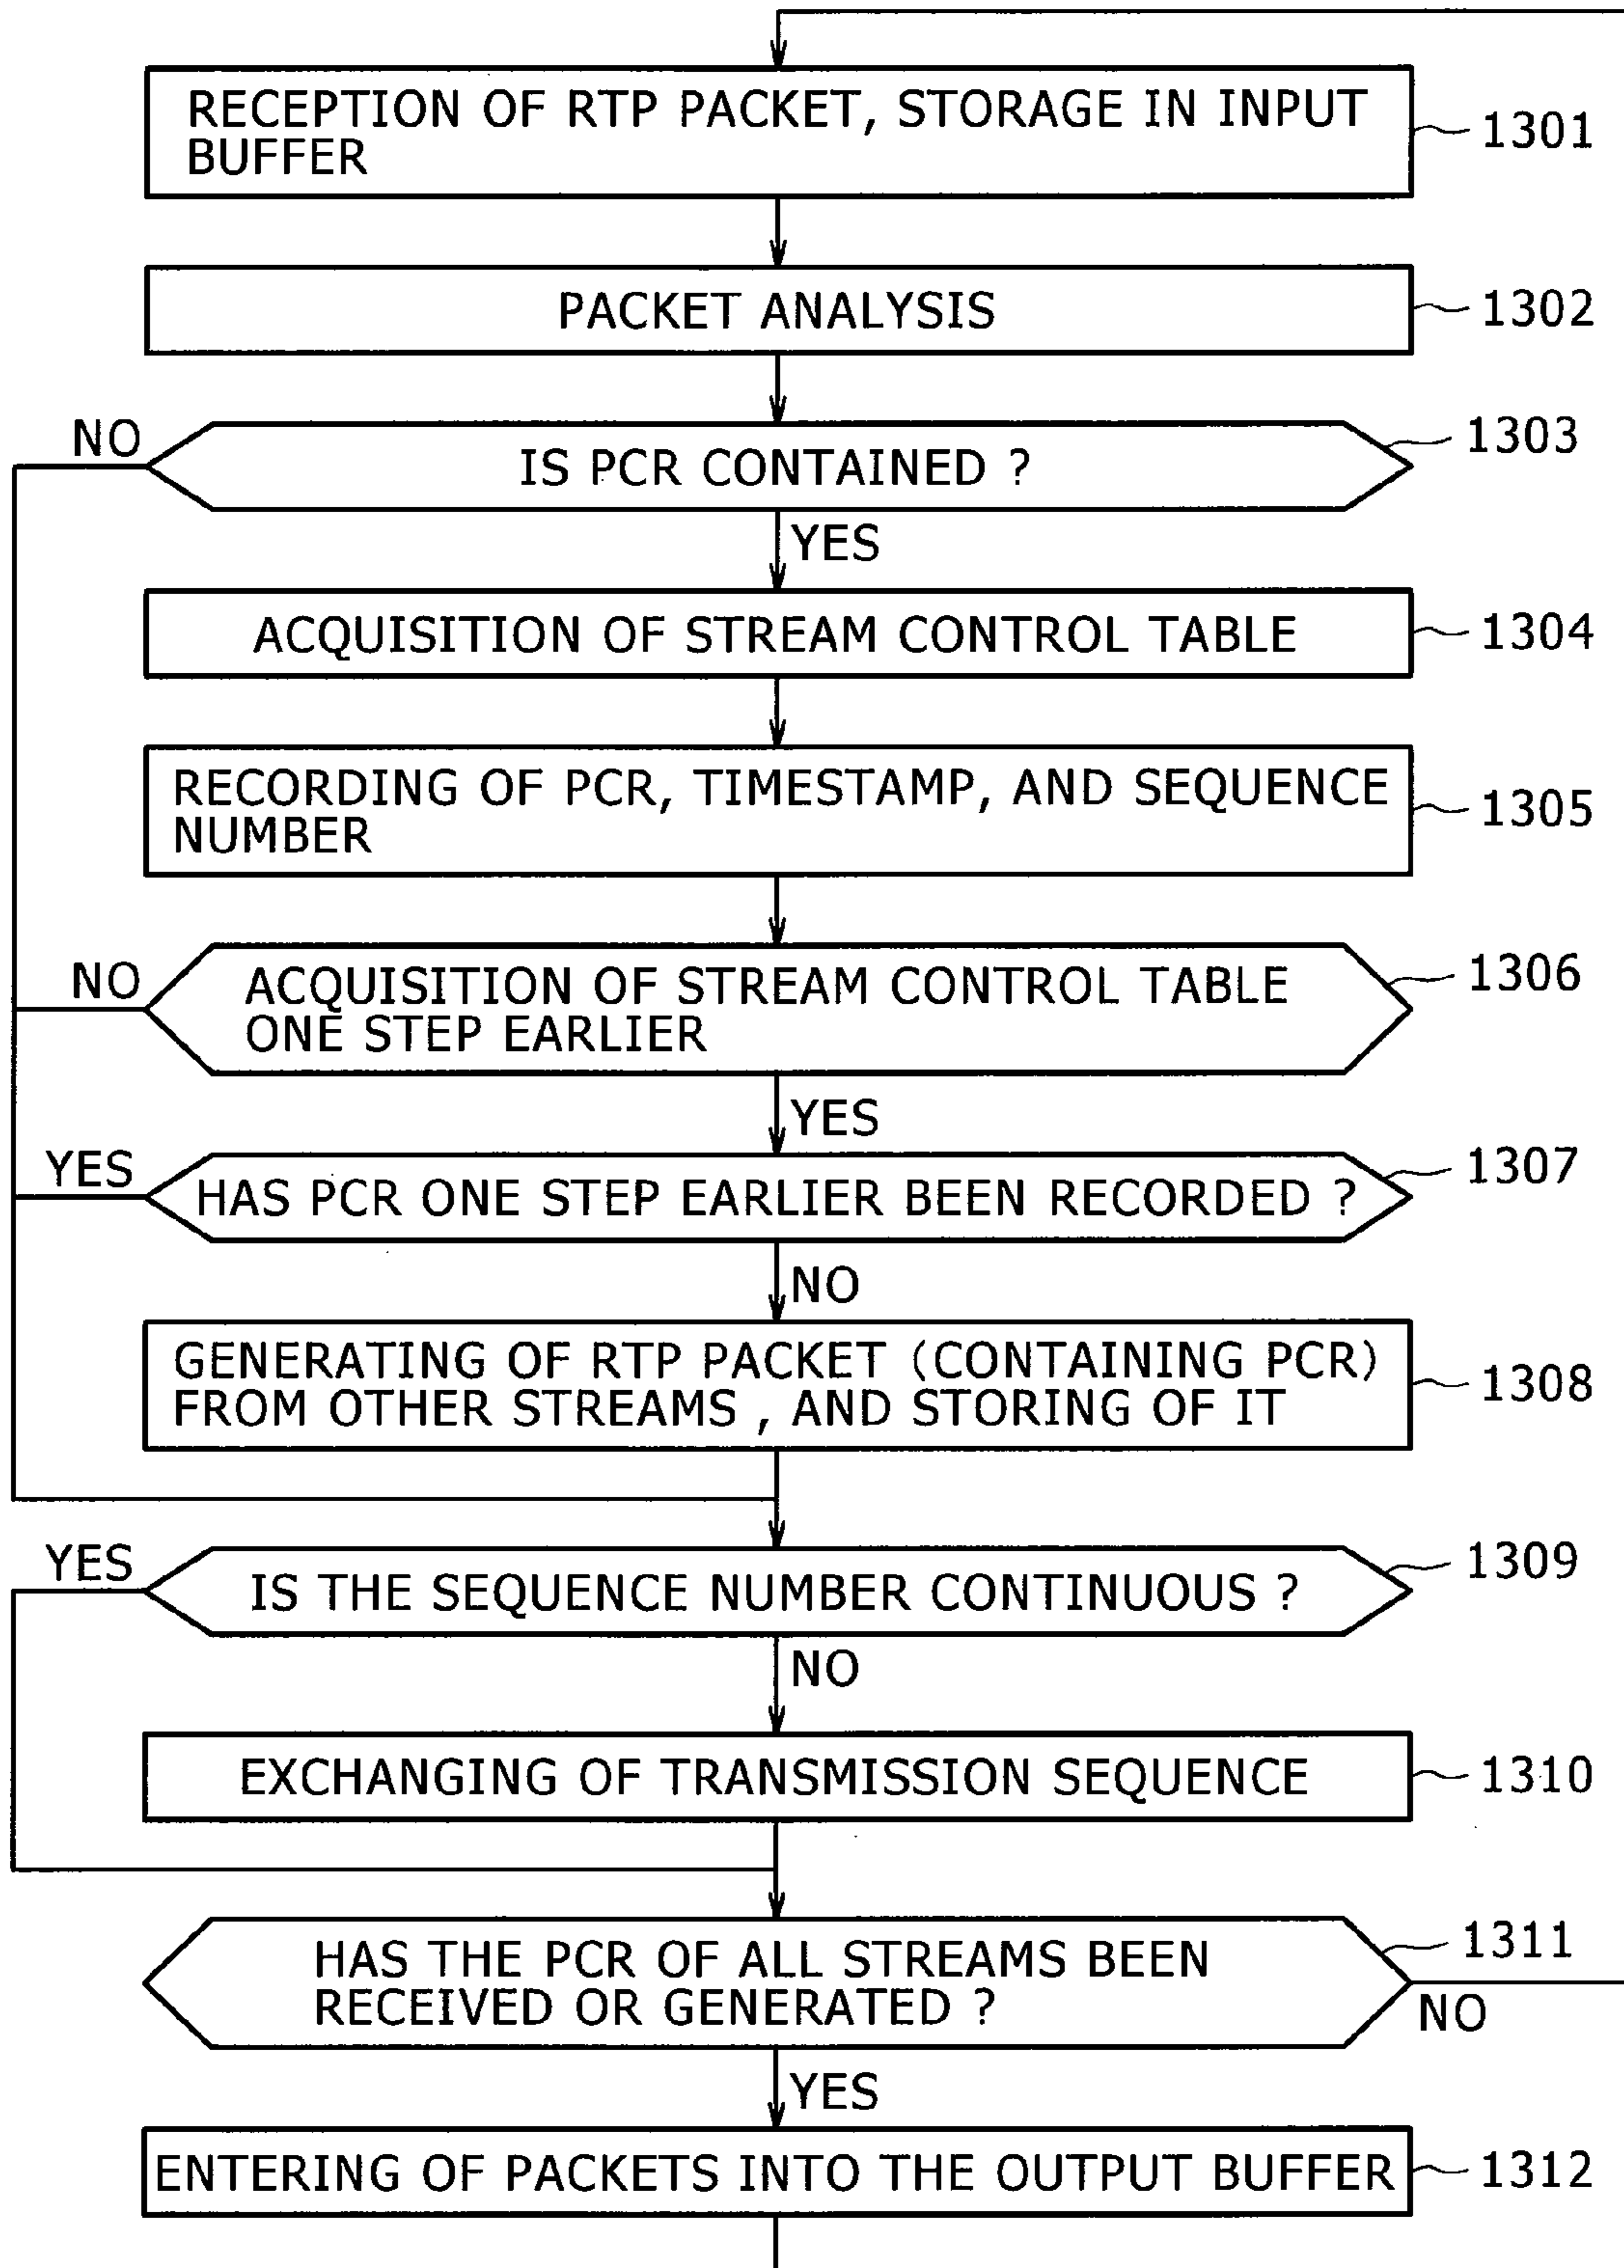 RECEPTION OF RTP PACKET, STORAGE IN INPUT
BUFFER
1301
PACKET ANALYSIS
1302
NO
IS PCR CONTAINED ?
1303
YES
ACQUISITION OF STREAM CONTROL TABLE
1304
RECORDING OF PCR, TIMESTAMP, AND SEQUENCE
NUMBER
1305
NO
ACQUISITION OF STREAM CONTROL TABLE
ONE STEP EARLIER
1306
YES
YES
HAS PCR ONE STEP EARLIER BEEN RECORDED ?
1307
NO
GENERATING OF RTP PACKET (CONTAINING PCR)
FROM OTHER STREAMS , AND STORING OF IT
1308
YES
IS THE SEQUENCE NUMBER CONTINUOUS ?
1309
NO
EXCHANGING OF TRANSMISSION SEQUENCE
1310
HAS THE PCR OF ALL STREAMS BEEN
RECEIVED OR GENERATED ?
1311
NO
YES
ENTERING OF PACKETS INTO THE OUTPUT BUFFER
1312